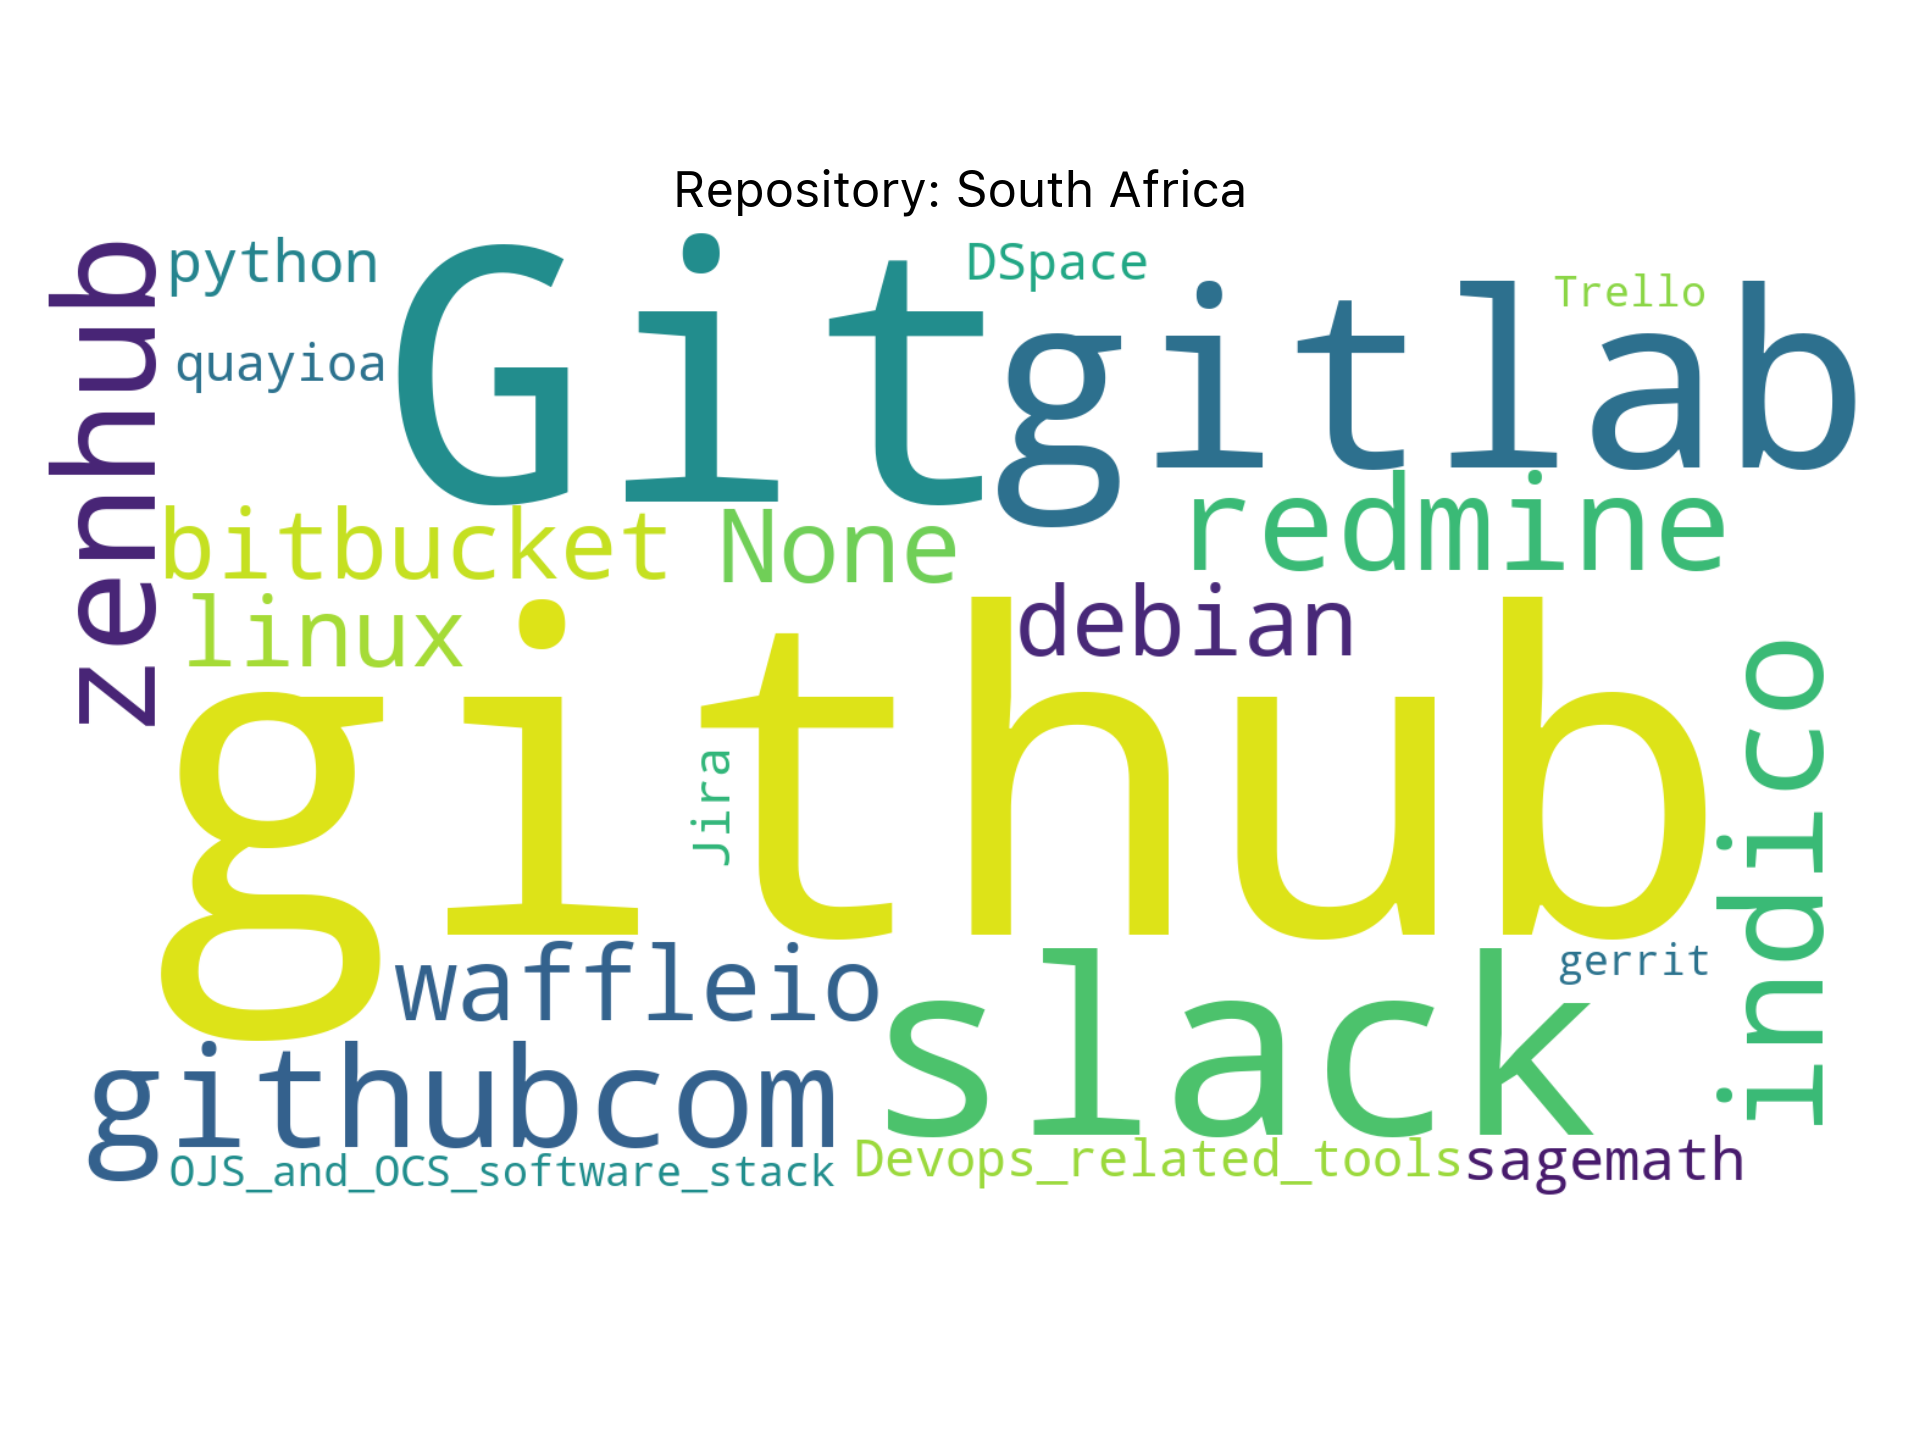 Repository: South Africa
zenhub
python
Git
DSpace
Trello
gitlab
quayioa
bitbucket
None
redmine
linux
debian
github
Jira
indico
waffleio
slack
gerrit
githubcom
OJS_and_OCS_software_stack
Devops_related_tools
sagemath